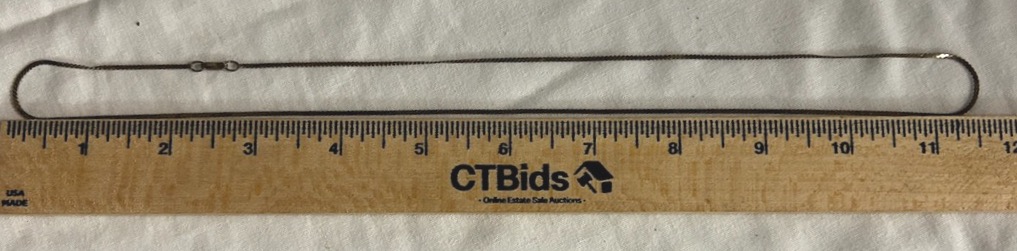 1 2 3 4 5 6 7 8 9 10 11 12
CTBids
- Online Estate Sale Auctions -
USA
MADE